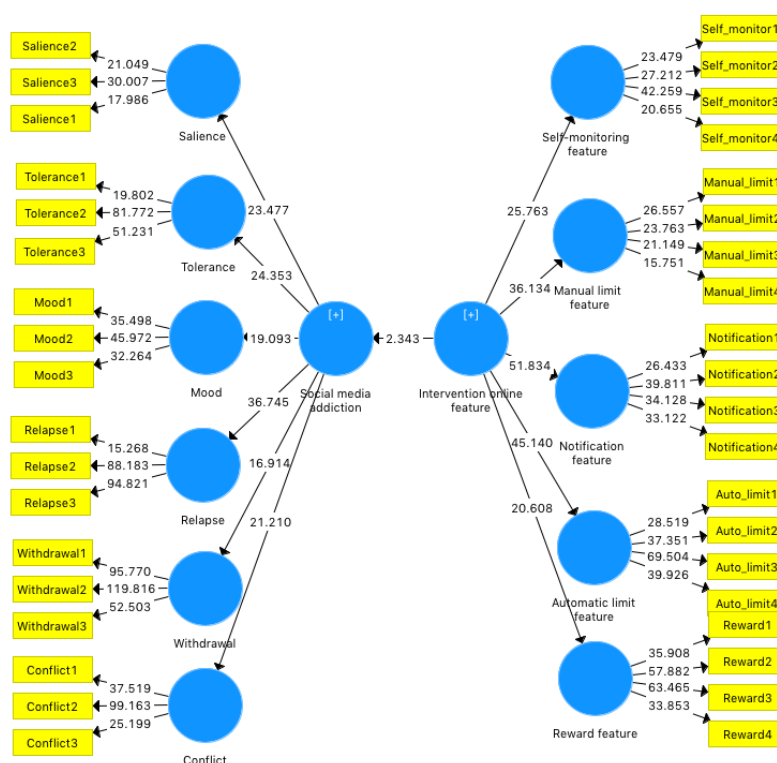 Salience2
Salience3
Salience1
21.049
30.007
17.986
Salience
Tolerance1
Tolerance2
Tolerance3
19.802
81.772
51.231
Tolerance
Mood1
Mood2
Mood3
35.498
45.972
32.264
Mood
Relapse1
Relapse2
Relapse3
15.268
88.183
94.821
Relapse
Withdrawal1
Withdrawal2
Withdrawal3
95.770
119.816
52.503
Withdrawal
Conflict1
Conflict2
Conflict3
37.519
99.163
25.199
Conflict
23.477
24.353
19.093
36.745
16.914
21.210
[+]
Social media
addiction
2.343
[+]
Intervention online
feature
25.763
36.134
51.834
45.140
20.608
Self-monitoring
feature
23.479
27.212
42.259
20.655
Self_monitor1
Self_monitor2
Self_monitor3
Self_monitor4
Manual limit
feature
26.557
23.763
21.149
15.751
Manual_limit1
Manual_limit2
Manual_limit3
Manual_limit4
Notification
feature
26.433
39.811
34.128
33.122
Notification1
Notification2
Notification3
Notification4
Automatic limit
feature
28.519
37.351
69.504
39.926
Auto_limit1
Auto_limit2
Auto_limit3
Auto_limit4
Reward feature
35.908
57.882
63.465
33.853
Reward1
Reward2
Reward3
Reward4